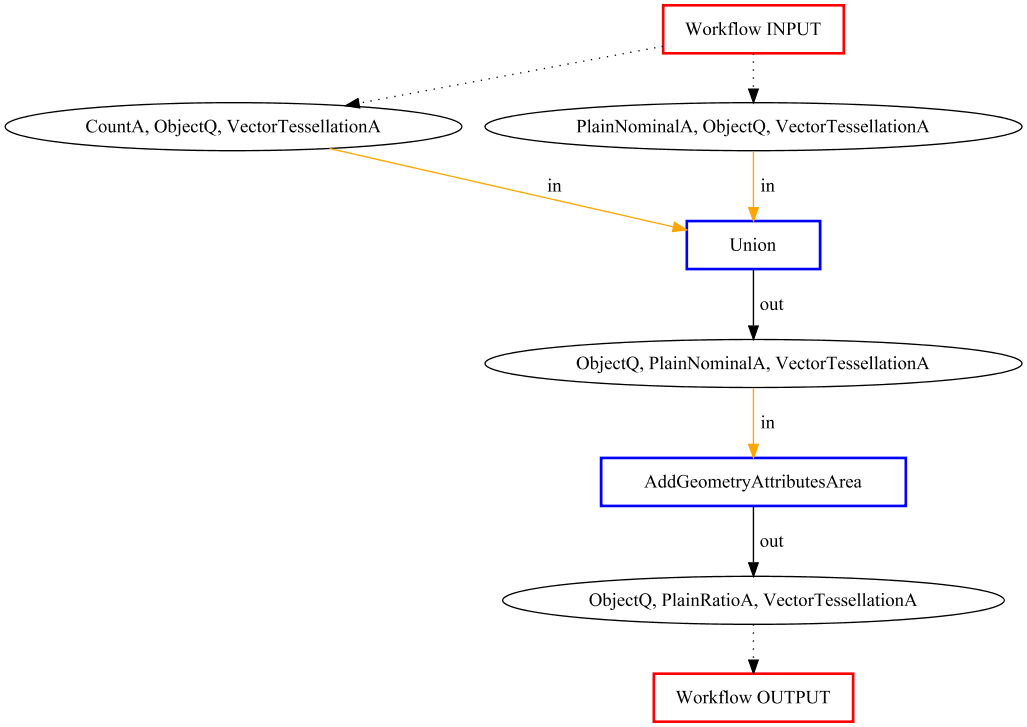 Workflow INPUT
CountA, ObjectQ, VectorTessellationA
PlainNominalA, ObjectQ, VectorTessellationA
in
in
Union
out
ObjectQ, PlainNominalA, VectorTessellationA
in
AddGeometryAttributesArea
out
ObjectQ, PlainRatioA, VectorTessellationA
Workflow OUTPUT